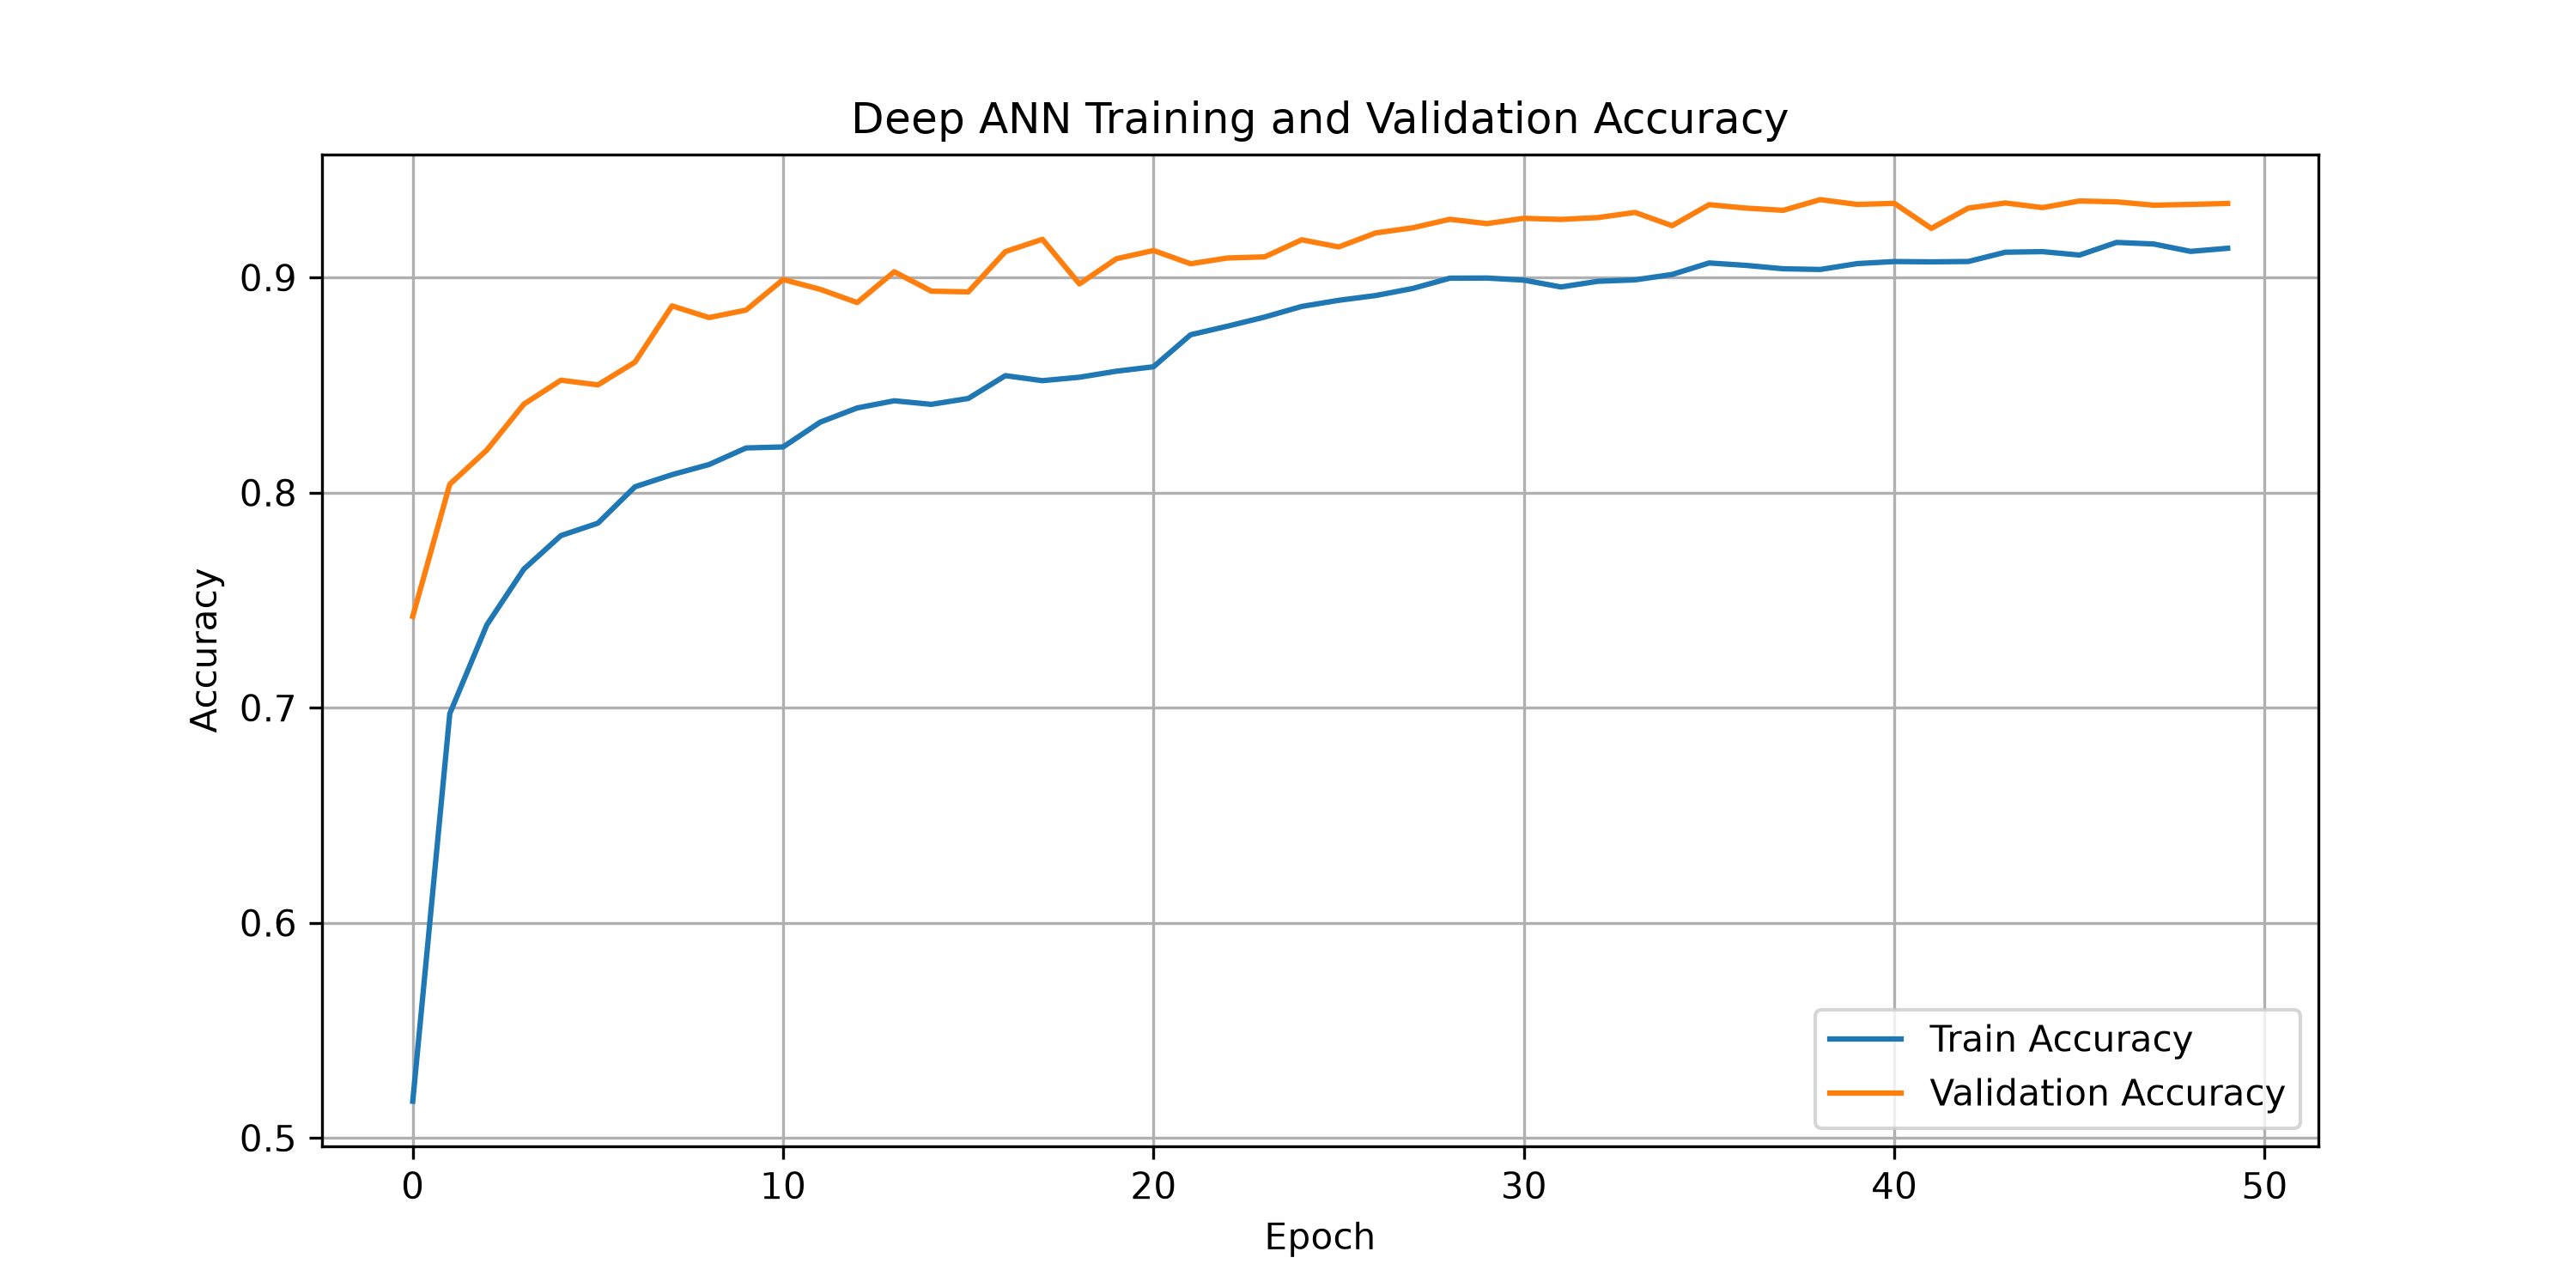 Deep ANN Training and Validation Accuracy
Accuracy
0.9
0.8
0.7
0.6
0.5
0 10 20 30 40 50
Epoch
Train Accuracy
Validation Accuracy